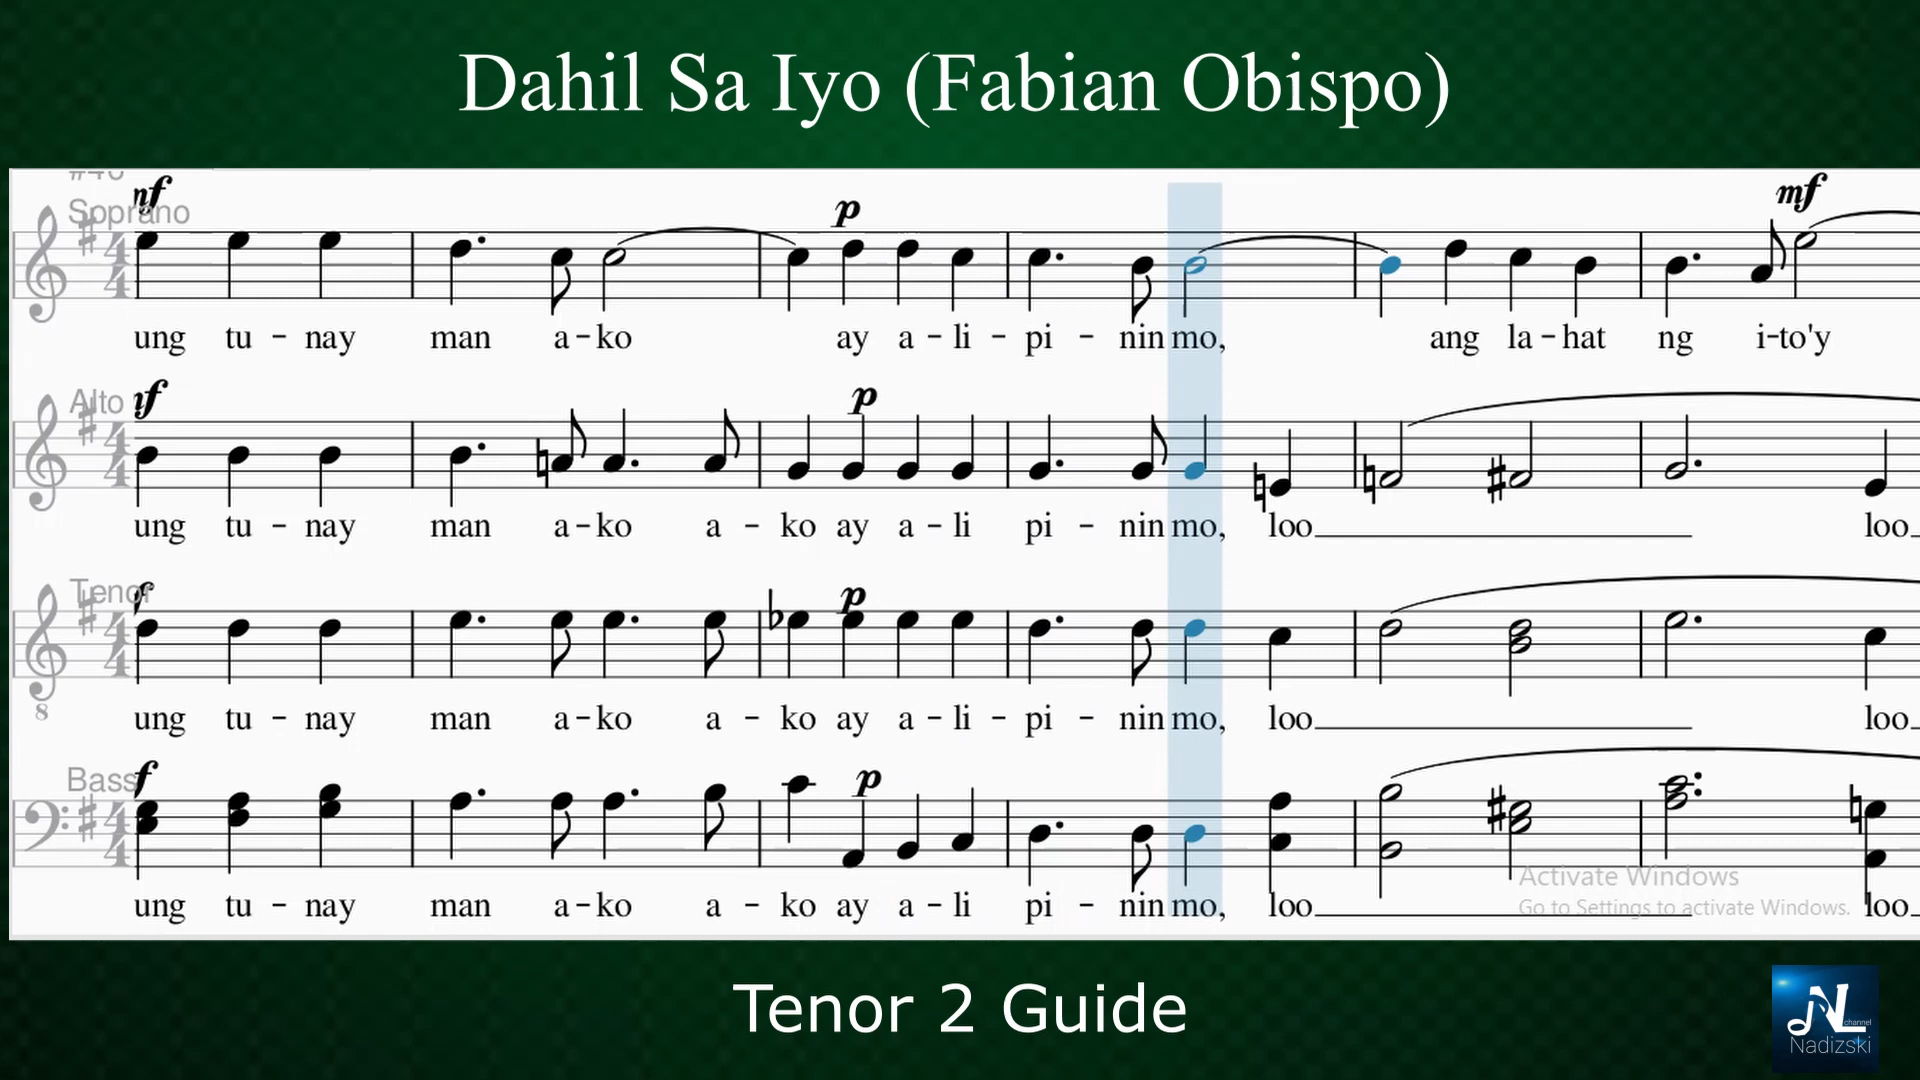 Dahil Sa Iyo (Fabian Obispo)
Soprano
mf
p
mf
ung tu - nay man a - ko ay a - li - pi - nin mo, ang la - hat ng i - to'y
Alto
p
ung tu - nay man a - ko a - ko ay a - li pi - nin mo, loo loo
Tenor
8
p
ung tu - nay man a - ko a - ko ay a - li - pi - nin mo, loo loo
Bass
f
p
ung tu - nay man a - ko a - ko ay a - li pi - nin mo, loo loo
Activate Windows
Go to Settings to activate Windows.
Tenor 2 Guide
NL channel
Nadizski